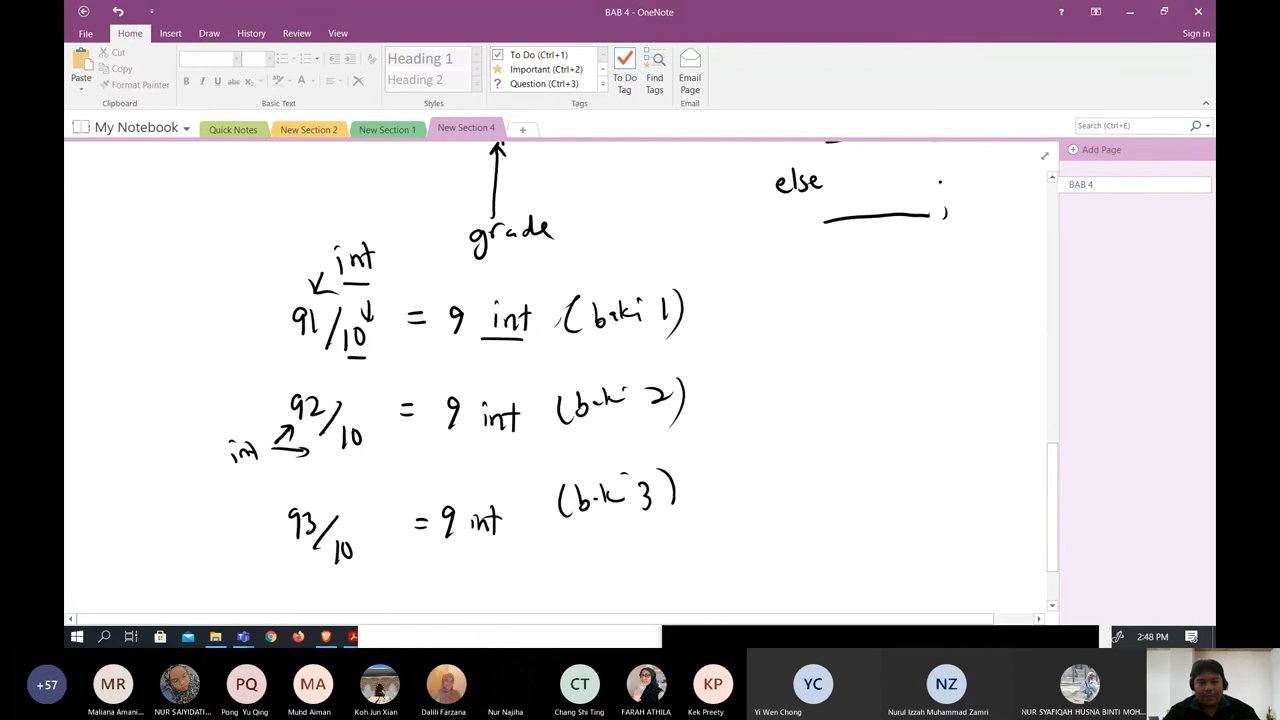 BAB 4 - OneNote
?
File Home Insert Draw History Review View
Sign in
Paste
Cut
Copy
Format Painter
Clipboard
B I U abc
Basic Text
Heading 1
Heading 2
Styles
To Do (Ctrl+1)
Important (Ctrl+2)
Question (Ctrl+3)
Tags
To Do Tag
Find Tags
Email Page
Email
My Notebook
Quick Notes New Section 2 New Section 1 New Section 4 +
Search (Ctrl+E)
Add Page
BAB 4
else
;
grade
int
91/10 = 9 int (baki 1)
92/10 = 9 int (baki 2)
int
93/10 = 9 int (baki 3)
2:48 PM
+57
MR
PQ
MA
CT
KP
YC
NZ
Maliana Amani...
NUR SAIYIDATI...
Pong Yu Qing
Muhd Aiman
Koh Jun Xian
Dalili Farzana
Nur Najiha
Chang Shi Ting
FARAH ATHILA
Kek Preety
Yi Wen Chong
Nurul Izzah Muhammad Zamri
NUR SYAFIQAH HUSNA BINTI MOH...